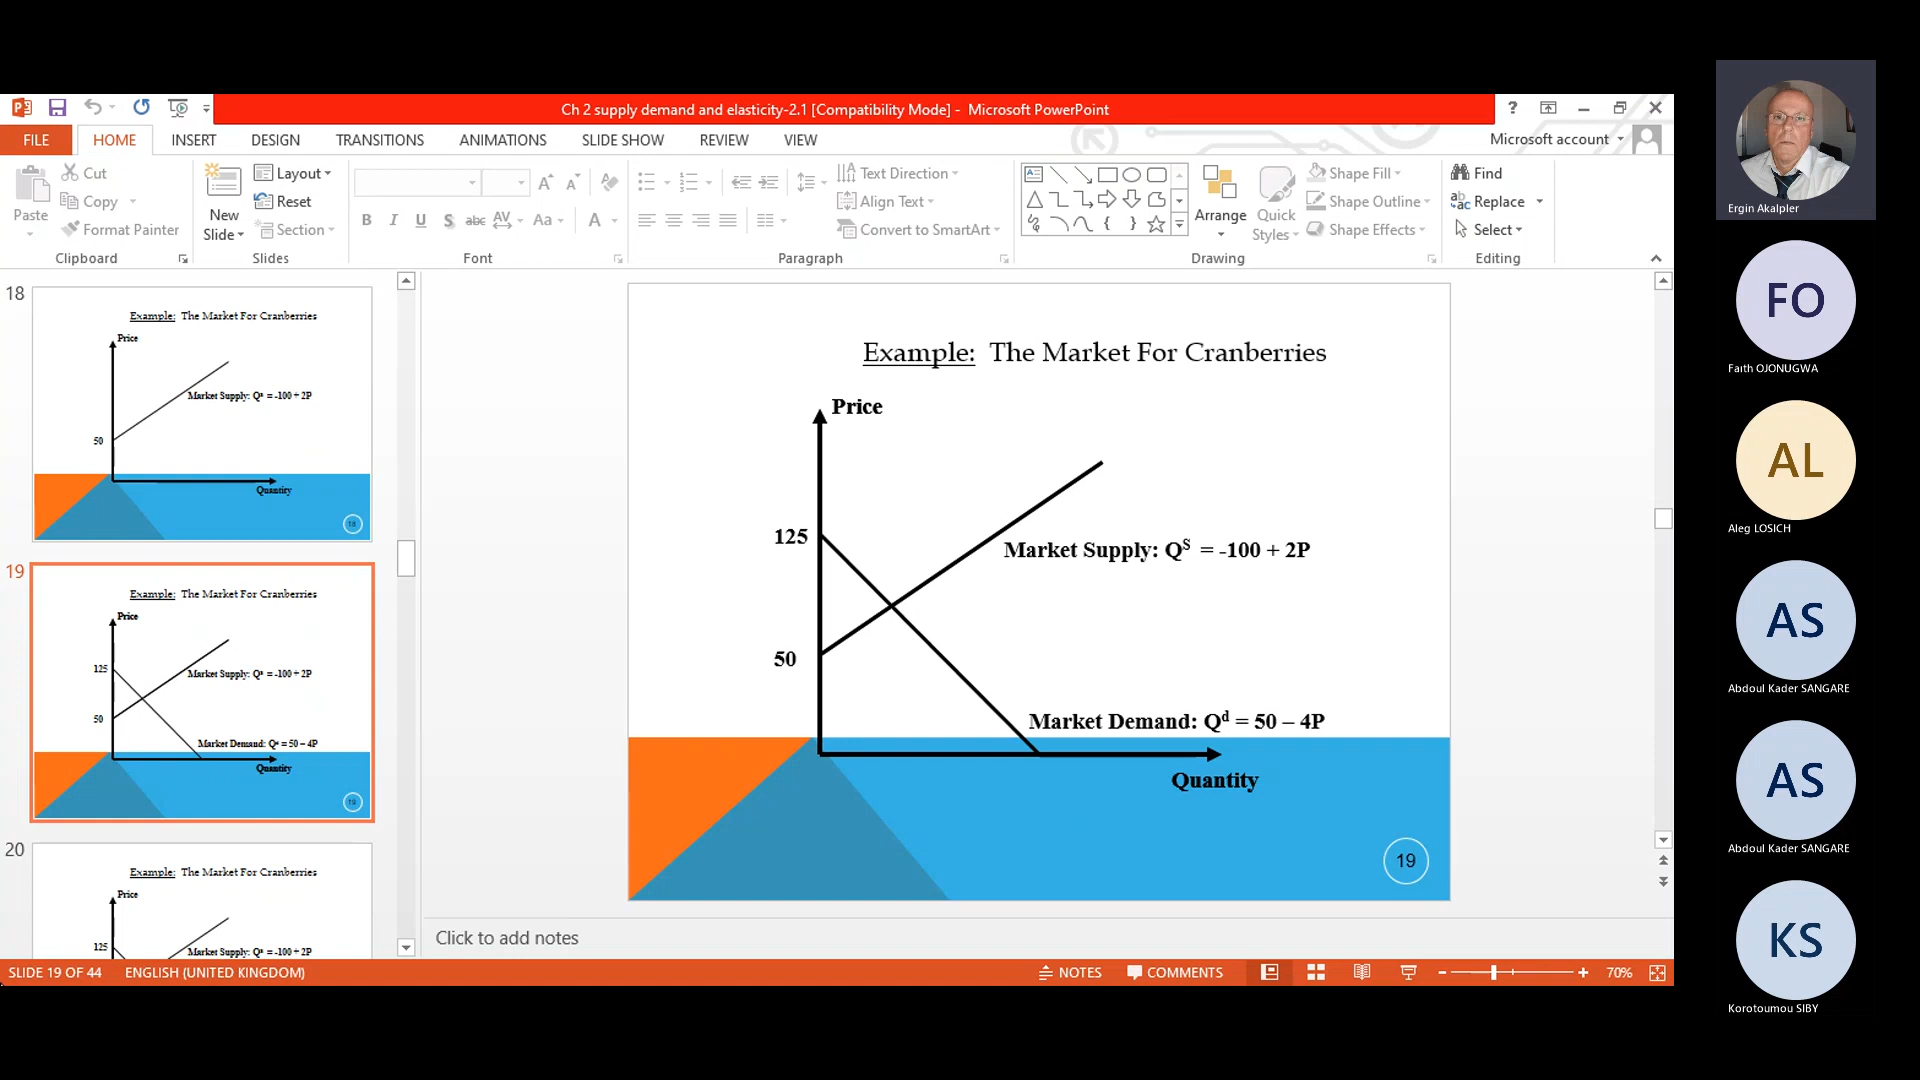 Ch 2 supply demand and elasticity-2.1 [Compatibility Mode] - Microsoft PowerPoint
?
FILE HOME INSERT DESIGN TRANSITIONS ANIMATIONS SLIDE SHOW REVIEW VIEW
Microsoft account
Paste
Cut
Copy
Format Painter
Clipboard
New Slide
Layout
Reset
Section
Slides
B I U S abc AV Aa A
Font
Text Direction
Align Text
Convert to SmartArt
Paragraph
Arrange
Quick Styles
Shape Fill
Shape Outline
Shape Effects
Drawing
Find
Replace
Select
Editing
18
Example: The Market For Cranberries
Price
Market Supply: Qˢ = -100 + 2P
50
Quantity
18
19
Example: The Market For Cranberries
Price
125
Market Supply: Qˢ = -100 + 2P
50
Market Demand: Qᵈ = 50 – 4P
Quantity
19
20
Example: The Market For Cranberries
Price
125
Market Supply: Qˢ = -100 + 2P
Example: The Market For Cranberries
Price
125
Market Supply: Qˢ = -100 + 2P
50
Market Demand: Qᵈ = 50 – 4P
Quantity
19
Click to add notes
SLIDE 19 OF 44 ENGLISH (UNITED KINGDOM) NOTES COMMENTS 70%
Ergin Akalpler
FO
Faith OJONUGWA
AL
Aleg LOSICH
AS
Abdoul Kader SANGARE
AS
Abdoul Kader SANGARE
KS
Korotoumou SIBY